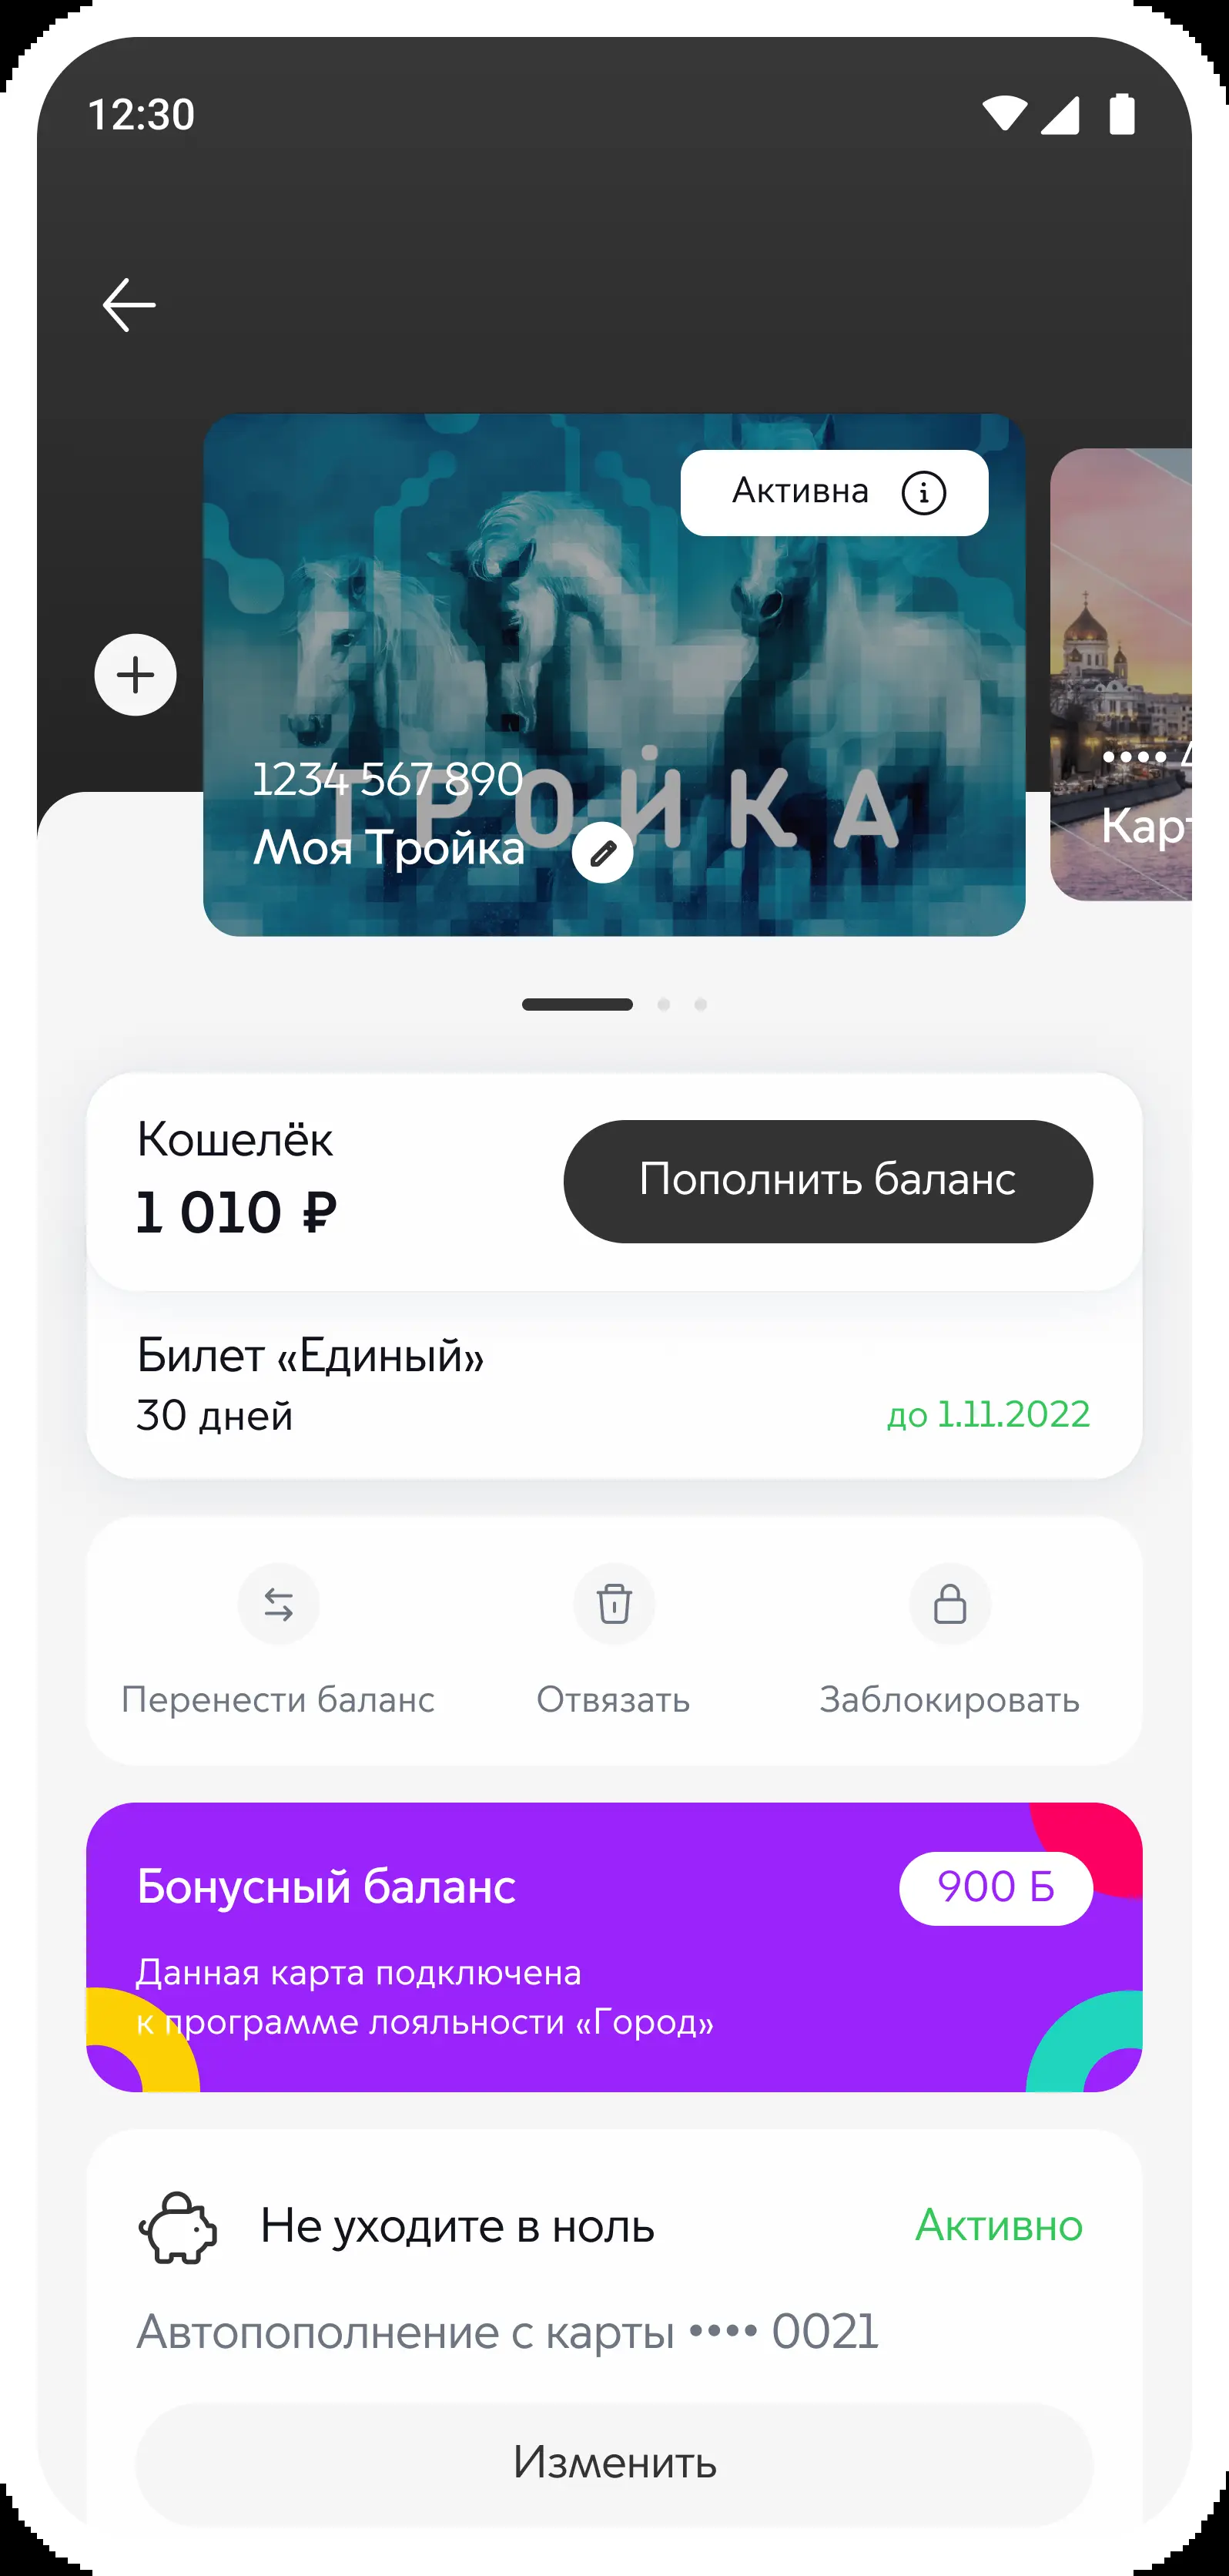 12:30
Активна
1234 567 890
ТРОЙКА
Моя Тройка
••••
Кошелёк
1 010 ₽
Пополнить баланс
Билет «Единый»
30 дней
до 1.11.2022
Перенести баланс
Отвязать
Заблокировать
Бонусный баланс
900 Б
Данная карта подключена
к программе лояльности «Город»
Не уходите в ноль
Активно
Автопополнение с карты •••• 0021
Изменить